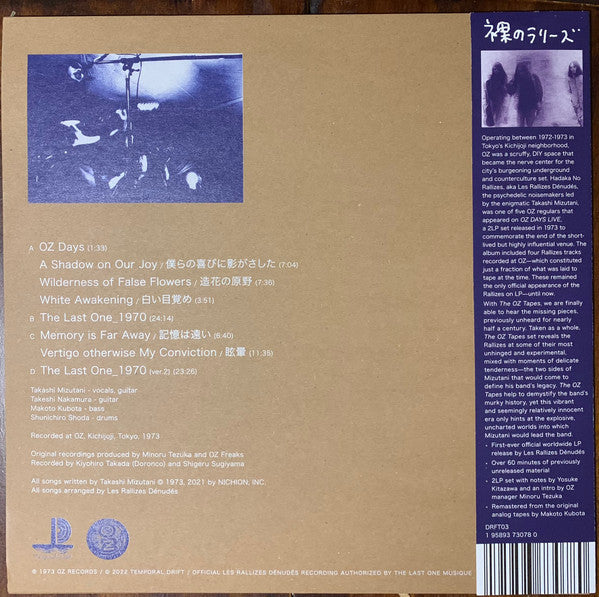 A OZ Days (1:33)
A Shadow on Our Joy / 僕らの喜びに影がさした (7:04)
Wilderness of False Flowers / 造花の原野 (7:36)
White Awakening / 白い目覚め (3:51)
B The Last One_1970 (24:14)
C Memory is Far Away / 記憶は遠い (6:40)
Vertigo otherwise My Conviction / 眩暈 (11:35)
D The Last One_1970 (ver.2) (23:26)
Takashi Mizutani - vocals, guitar
Takeshi Nakamura - guitar
Makoto Kubota - bass
Shunichiro Shoda - drums
Recorded at OZ, Kichijoji, Tokyo. 1973
Original recordings produced by Minoru Tezuka and OZ Freaks
Recorded by Kiyohiro Takada (Doronco) and Shigeru Sugiyama
All songs written by Takashi Mizutani © 1973, 2021 by NICHION, INC.
All songs arranged by Les Rallizes Dénudés
℗ 1973 OZ RECORDS / © 2022 TEMPORAL DRIFT / OFFICIAL LES RALLIZES DÉNUDÉS RECORDING AUTHORIZED BY THE LAST ONE MUSIQUE
裸のラリーズ
Operating between 1972-1973 in
Tokyo's Kichijoji neighborhood,
OZ was a scruffy, DIY space that
became the nerve center for the
city's burgeoning underground
and counterculture set. Hadaka No
Rallizes, aka Les Rallizes Dénudés,
the psychedelic noisemakers led
by the enigmatic Takashi Mizutani,
was one of five OZ regulars that
appeared on OZ DAYS LIVE,
a 2LP set released in 1973 to
commemorate the end of the short-
lived but highly influential venue. The
album included four Rallizes tracks
recorded at OZ—which constituted
just a fraction of what was laid to
tape at the time. These remained
the only official appearance of the
Rallizes on LP—until now.
With The OZ Tapes, we are finally
able to hear the missing pieces,
previously unheard for nearly
half a century. Taken as a whole,
The OZ Tapes set reveals the
Rallizes at some of their most
unhinged and experimental,
mixed with moments of delicate
tenderness—the two sides of
Mizutani that would come to
define his band's legacy. The OZ
Tapes help to demystify the band's
murky history, yet this vibrant
and seemingly relatively innocent
era only hints at the explosive,
uncharted worlds into which
Mizutani would lead the band.
- First-ever official worldwide LP
release by Les Rallizes Dénudés
- Over 60 minutes of previously
unreleased material
- 2LP set with notes by Yosuke
Kitazawa and an intro by OZ
manager Minoru Tezuka
- Remastered from the original
analog tapes by Makoto Kubota
DRFT03
1 95893 73078 0